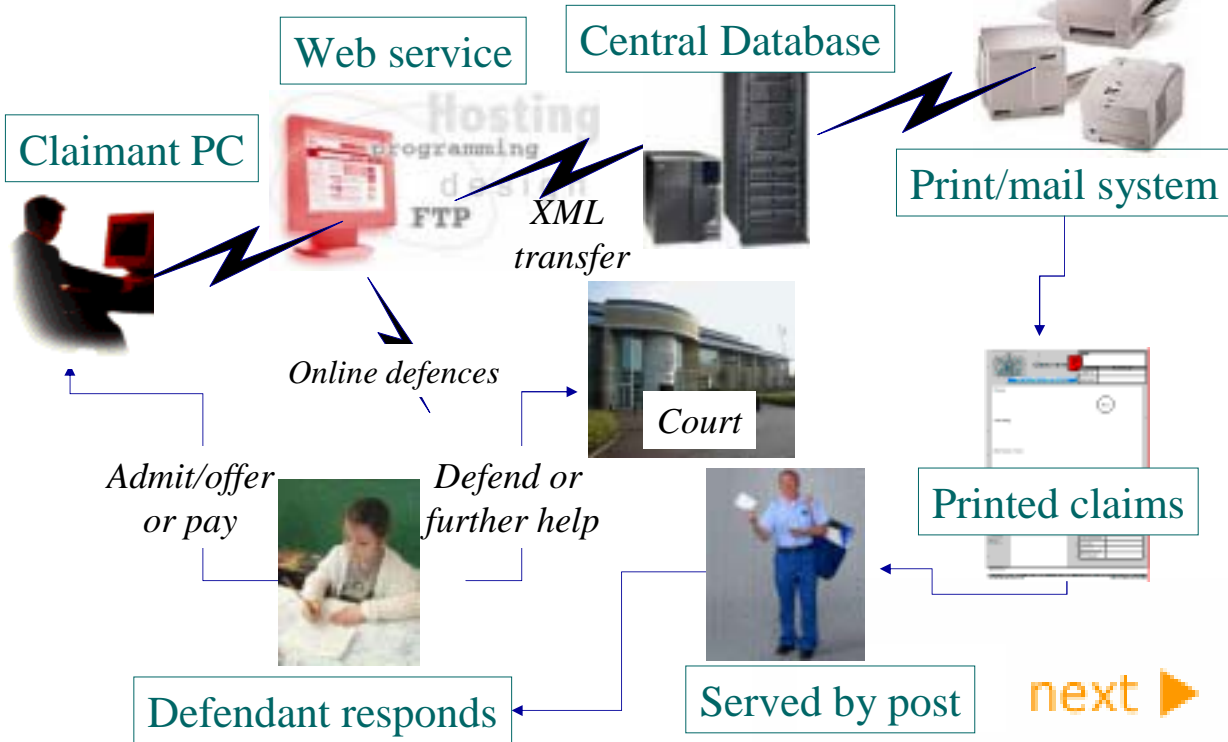 Web service
Central Database
Claimant PC
Hosting
programming
design
FTP
XML
transfer
Print/mail system
Online defences
Court
Admit/offer
or pay
Defend or
further help
Printed claims
Defendant responds
Served by post
next